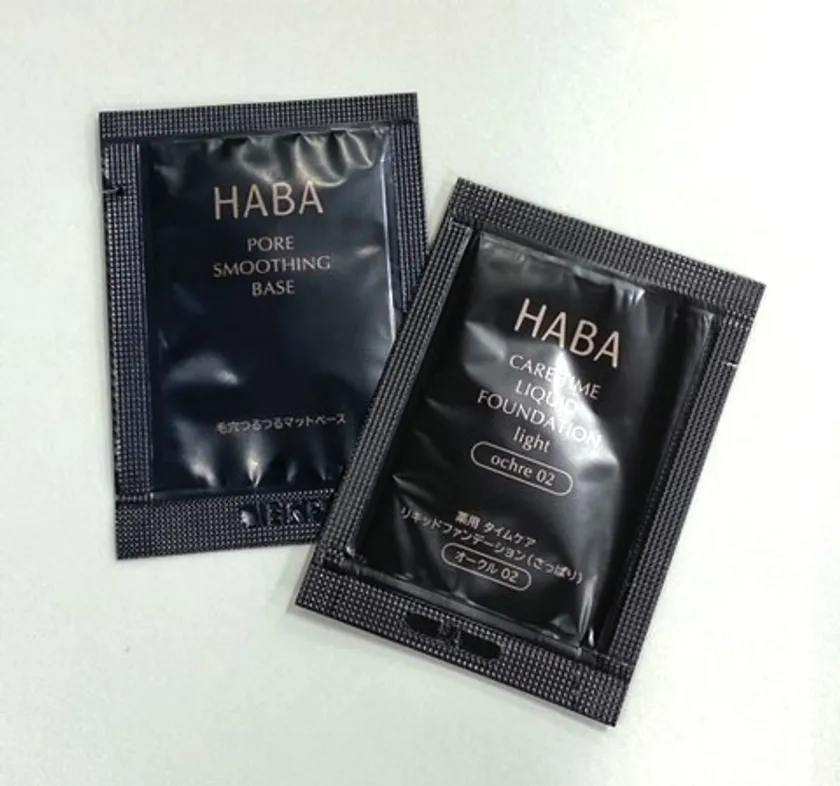 HABA
PORE
SMOOTHING
BASE
毛穴つるつるマットベース
HABA
CARETIME
LIQUID
FOUNDATION
light
ochre 02
薬用 タイムケア
リキッドファンデーション(さっぱり)
オークル 02